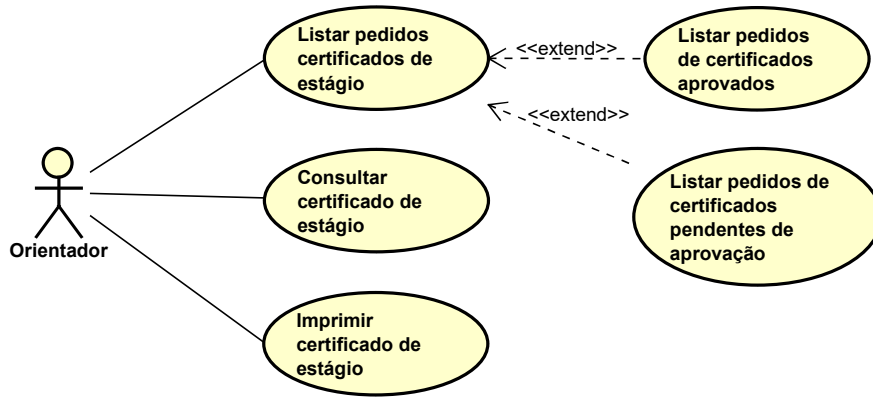 Listar pedidos
certificados de
estágio
<<extend>>
Listar pedidos
de certificados
aprovados
<<extend>>
Consultar
certificado de
estágio
Listar pedidos de
certificados
pendentes de
aprovação
Orientador
Imprimir
certificado de
estágio